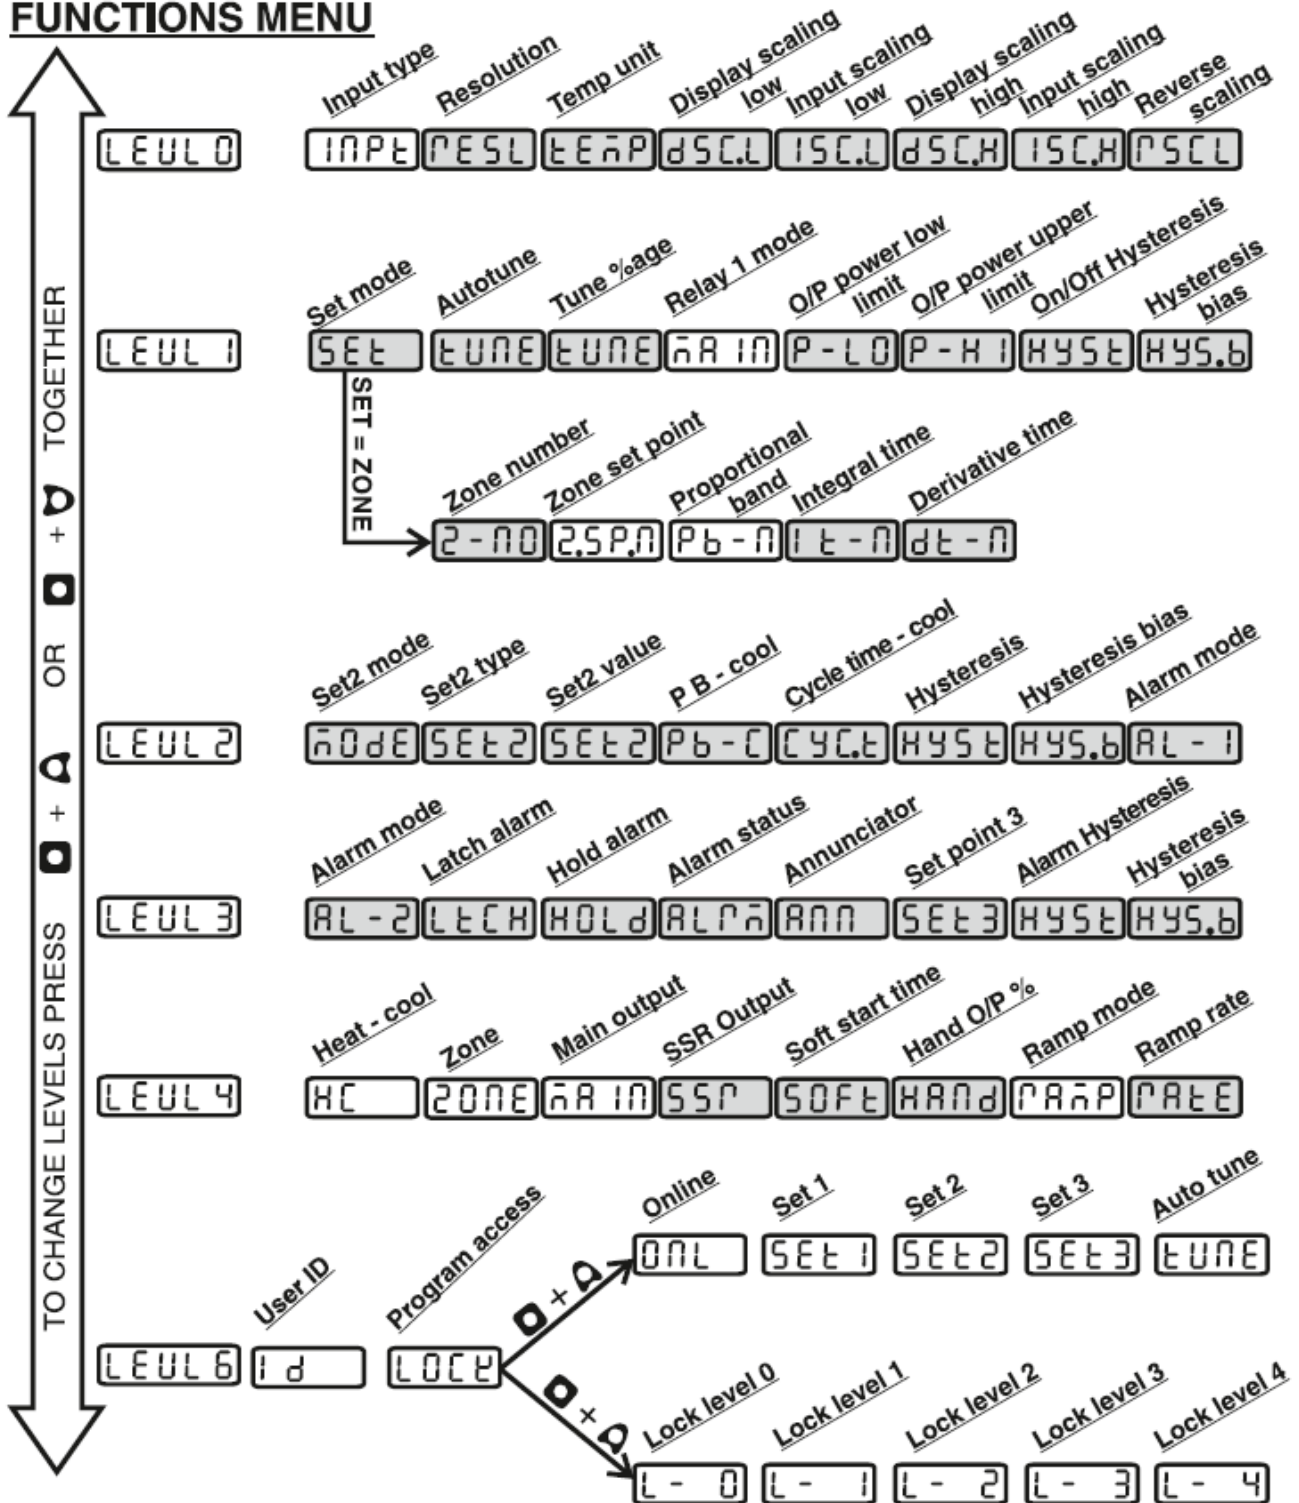 FUNCTIONS MENU
Input type
Resolution
Temp unit
Display scaling
low
Input scaling
low
Display scaling
high
Input scaling
high
Reverse
scaling
LEVL 0
INPt
rESL
tEmP
dSC.L
ISC.L
dSC.H
ISC.H
rSCL
Set mode
Autotune
Tune %age
Relay 1 mode
O/P power low
limit
O/P power upper
limit
On/Off Hysteresis
Hysteresis
bias
LEVL 1
SEt
tUNE
tUNE
mAIN
P-LO
P-HI
HYSt
HYS.b
SET = ZONE
Zone number
Zone set point
Proportional
band
Integral time
Derivative time
Z-NO
Z.SP.N
Pb-N
It-N
dt-N
Set2 mode
Set2 type
Set2 value
P B - cool
Cycle time - cool
Hysteresis
Hysteresis bias
Alarm mode
LEVL 2
mOdE
SEt2
SEt2
Pb-C
CYC.t
HYSt
HYS.b
AL-1
Alarm mode
Latch alarm
Hold alarm
Alarm status
Annunciator
Set point 3
Alarm Hysteresis
Hysteresis
bias
LEVL 3
AL-2
LtCH
HOLd
ALrm
ANN
SEt3
HYSt
HYS.b
Heat - cool
Zone
Main output
SSR Output
Soft start time
Hand O/P %
Ramp mode
Ramp rate
LEVL 4
HC
ZONE
mAIN
SSr
SOFt
HANd
rAmP
rAtE
Online
Set 1
Set 2
Set 3
Auto tune
ONL
SEt1
SEt2
SEt3
tUNE
User ID
Program access
+
LEVL 6
Id
LOCK
+
Lock level 0
Lock level 1
Lock level 2
Lock level 3
Lock level 4
L- 0
L- 1
L- 2
L- 3
L- 4
TO CHANGE LEVELS PRESS + OR + TOGETHER